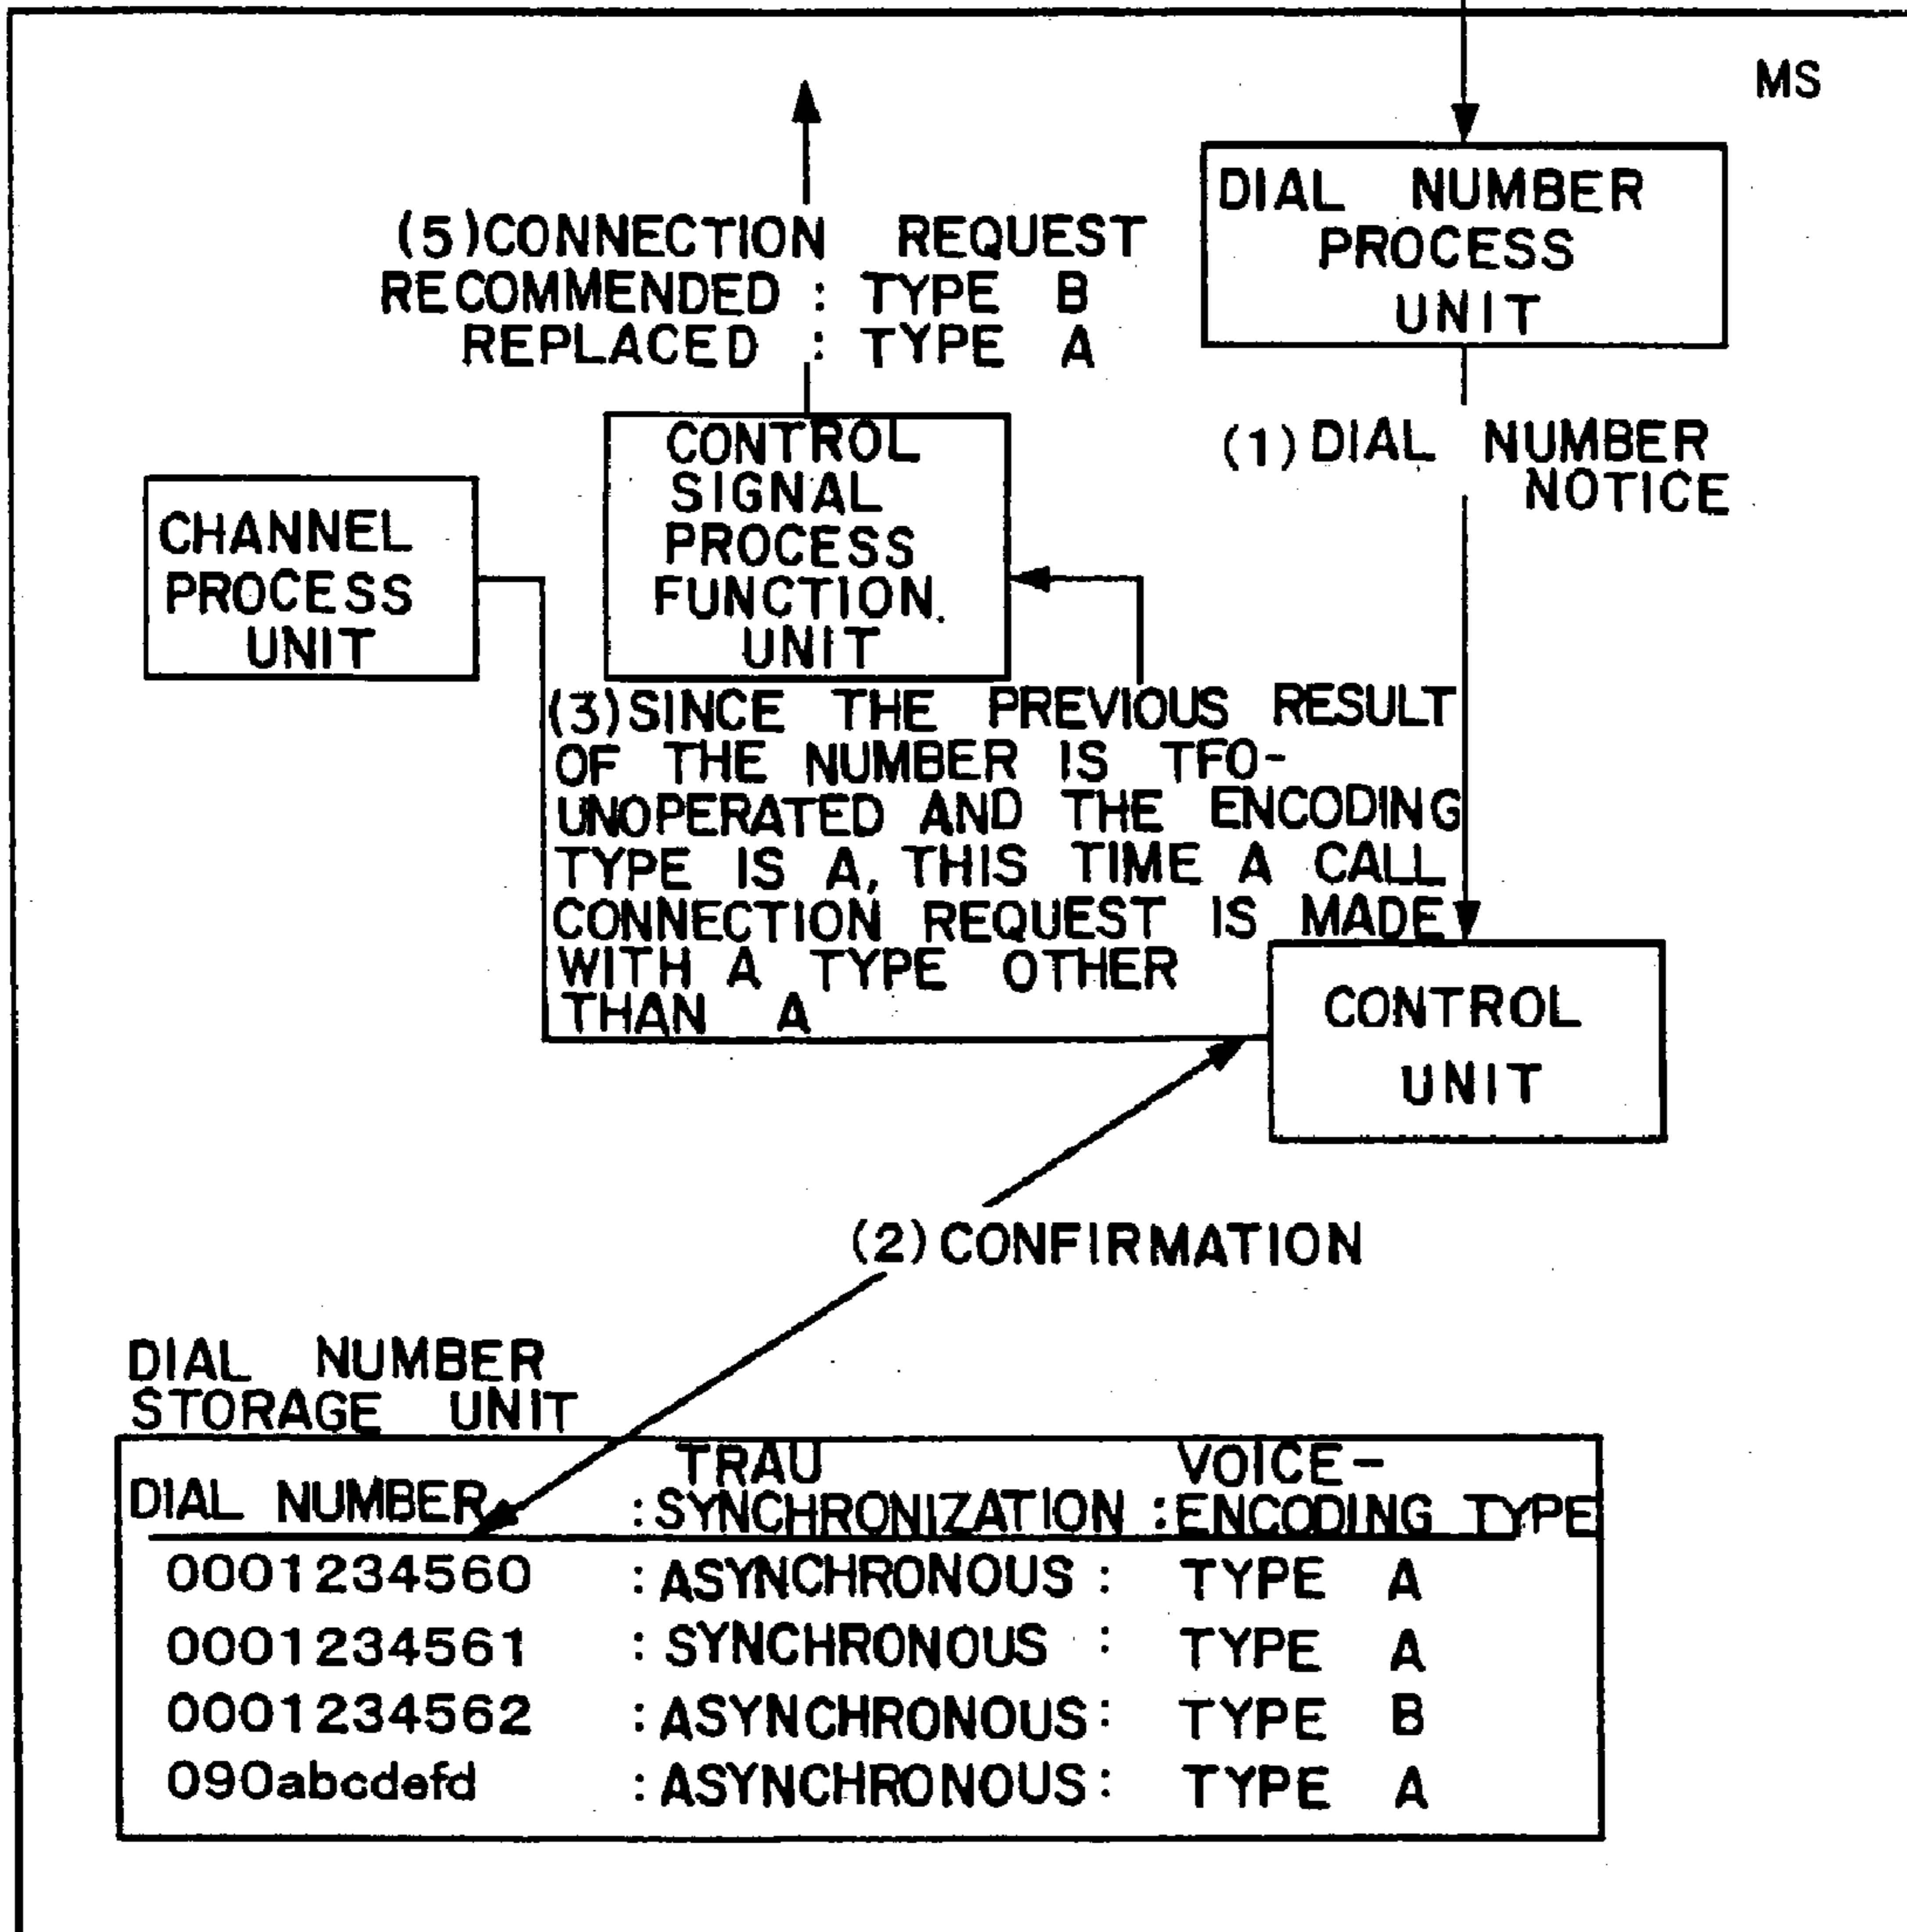 MS
DIAL NUMBER
PROCESS
UNIT
(5)CONNECTION REQUEST
RECOMMENDED : TYPE B
REPLACED : TYPE A
(1)DIAL NUMBER
NOTICE
CONTROL
SIGNAL
PROCESS
FUNCTION
UNIT
CHANNEL
PROCESS
UNIT
(3)SINCE THE PREVIOUS RESULT
OF THE NUMBER IS TFO-
UNOPERATED AND THE ENCODING
TYPE IS A, THIS TIME A CALL
CONNECTION REQUEST IS MADE
WITH A TYPE OTHER
THAN A
CONTROL
UNIT
(2)CONFIRMATION
DIAL NUMBER
STORAGE UNIT
TRAU VOICE-
DIAL NUMBER :SYNCHRONIZATION :ENCODING TYPE
0001234560 :ASYNCHRONOUS : TYPE A
0001234561 : SYNCHRONOUS : TYPE A
0001234562 :ASYNCHRONOUS: TYPE B
090abcdefd :ASYNCHRONOUS: TYPE A